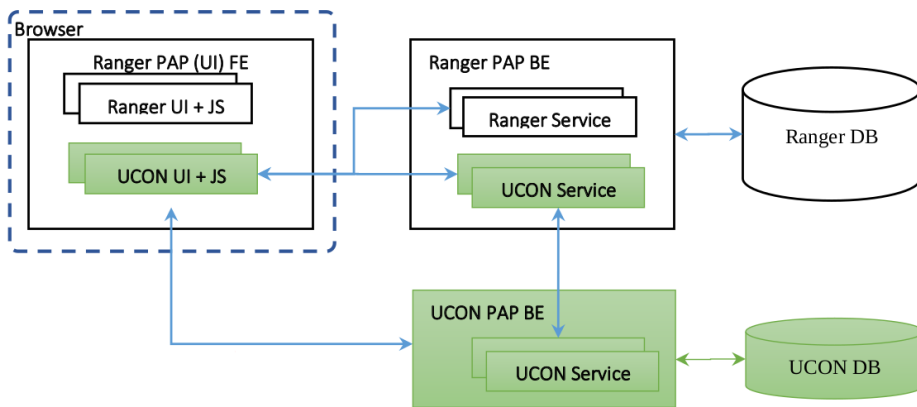 Browser
Ranger PAP (UI) FE
Ranger UI + JS
UCON UI + JS
Ranger PAP BE
Ranger Service
UCON Service
Ranger DB
UCON PAP BE
UCON Service
UCON DB